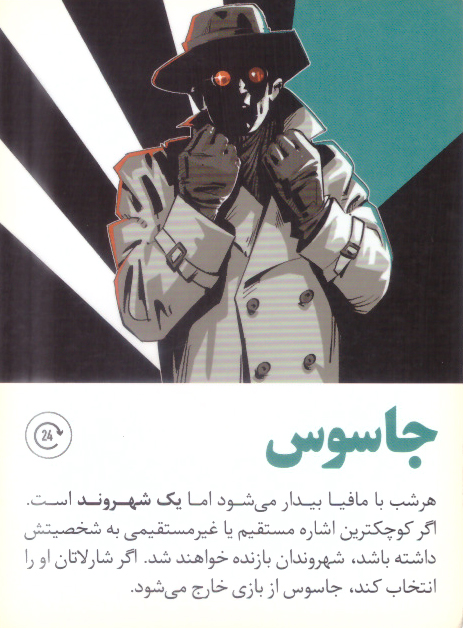 جاسوس
24
هرشب با مافیا بیدار می‌شود اما یک شهروند است.
اگر کوچکترین اشاره مستقیم یا غیرمستقیمی به شخصیتش
داشته باشد، شهروندان بازنده خواهند شد. اگر شارلاتان او را
انتخاب کند، جاسوس از بازی خارج می‌شود.